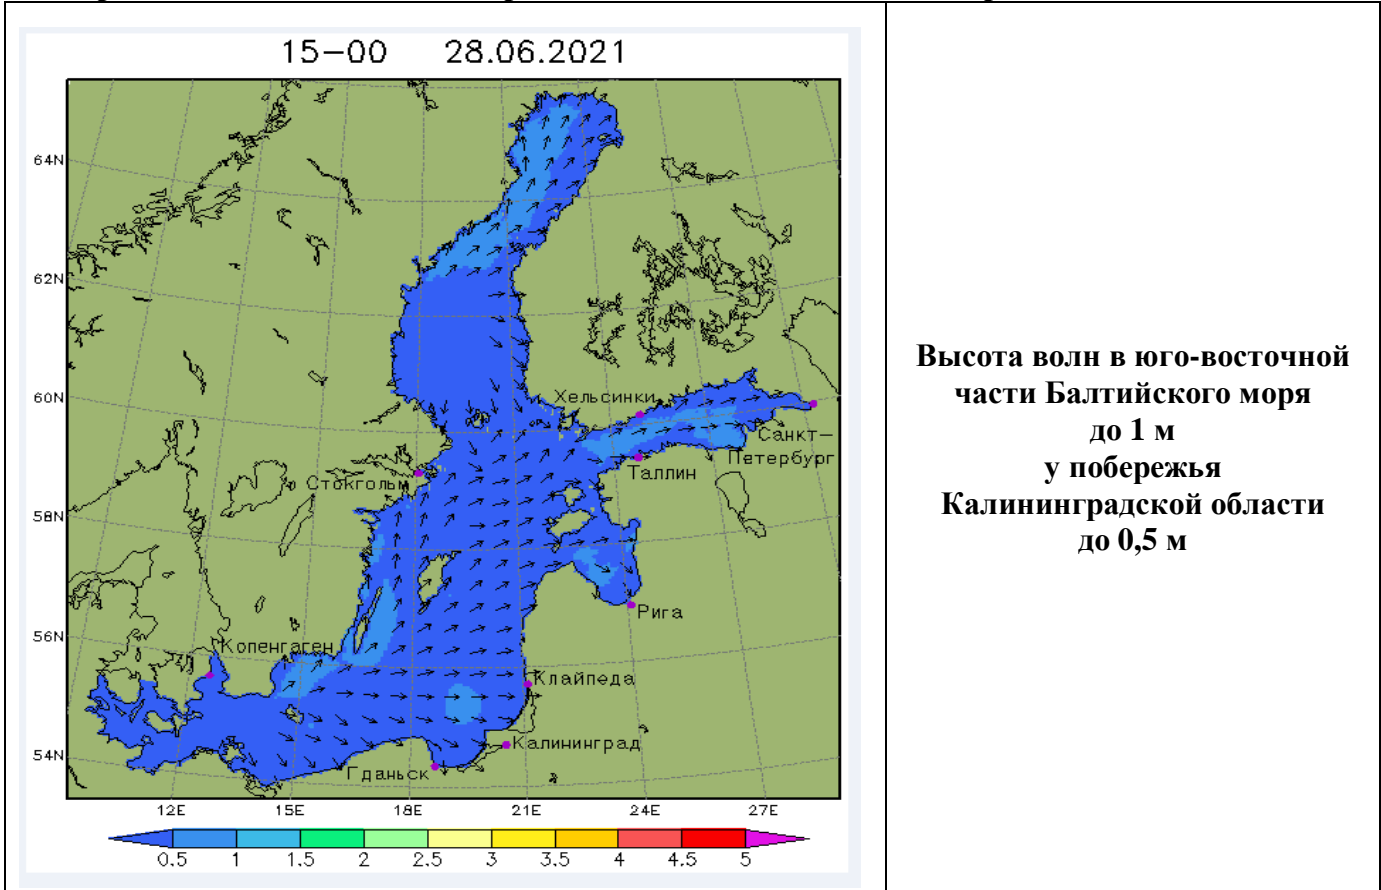 15-00 28.06.2021
64N
62N
60N
58N
56N
54N
Хельсинки
Санкт-
Петербург
Таллин
Стокгольм
Рига
Копенгаген
Клайпеда
Калининград
Гданьск
12E 15E 18E 21E 24E 27E
0.5 1 1.5 2 2.5 3 3.5 4 4.5 5
Высота волн в юго-восточной
части Балтийского моря
до 1 м
у побережья
Калининградской области
до 0,5 м